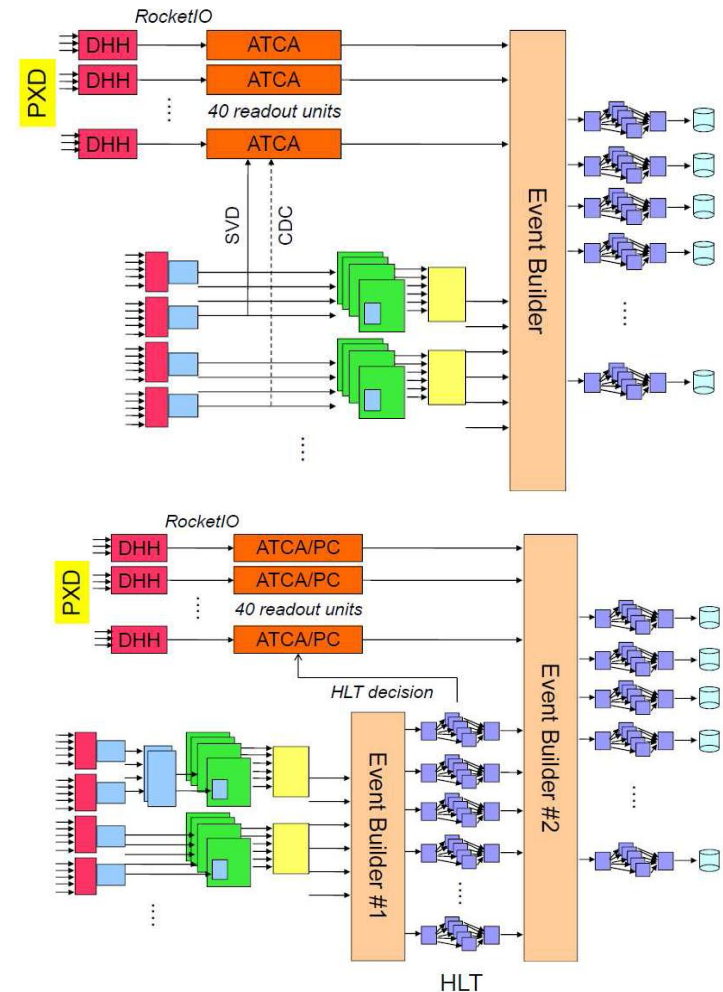 RocketIO
DHH
ATCA
PXD
DHH
ATCA
40 readout units
DHH
ATCA
SVD
CDC
Event Builder
RocketIO
DHH
ATCA/PC
PXD
DHH
ATCA/PC
40 readout units
DHH
ATCA/PC
HLT decision
Event Builder #1
Event Builder #2
HLT